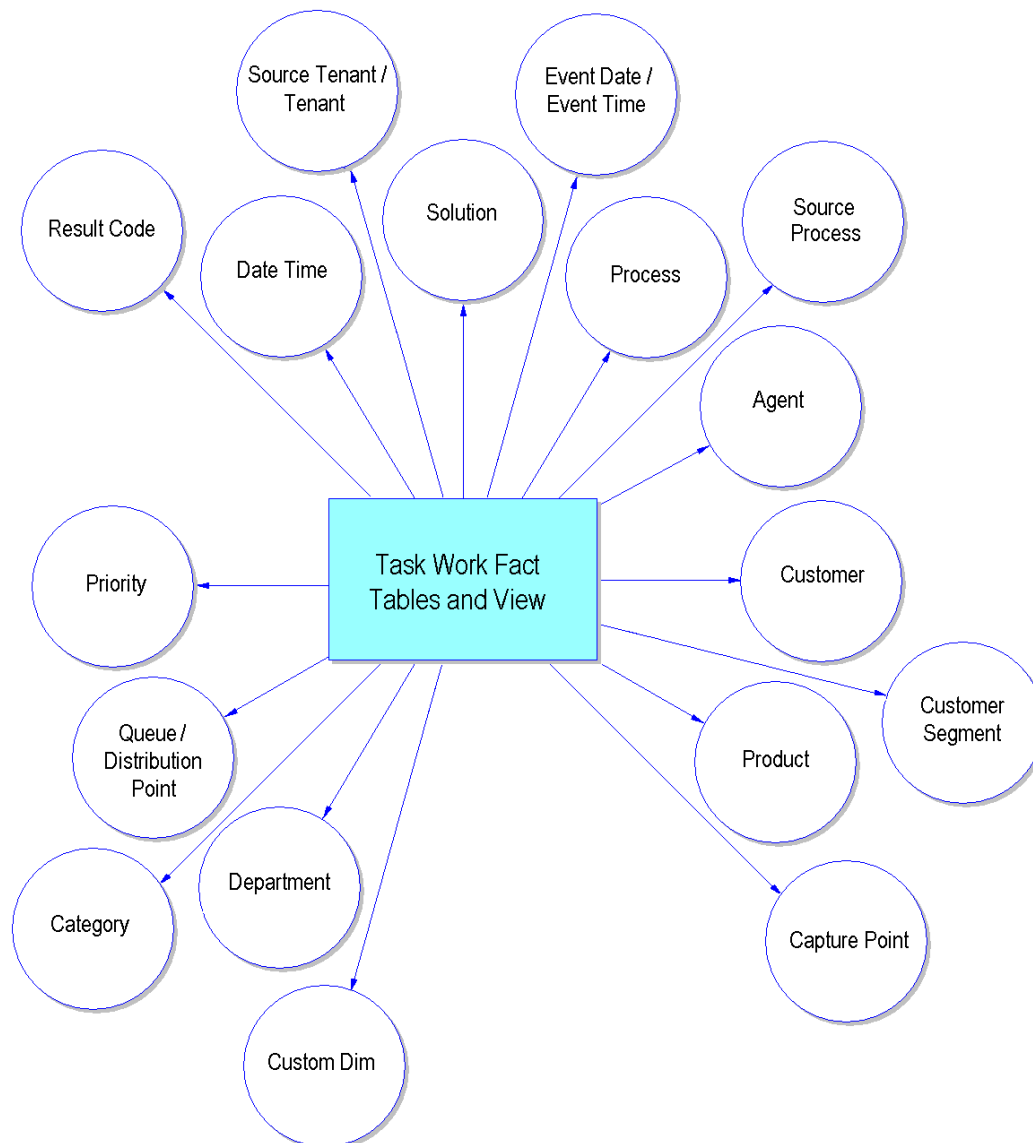 Source Tenant /
Tenant
Event Date /
Event Time
Solution
Source
Process
Result Code
Date Time
Process
Agent
Task Work Fact
Tables and View
Customer
Priority
Customer
Segment
Queue /
Distribution
Point
Product
Department
Category
Capture Point
Custom Dim